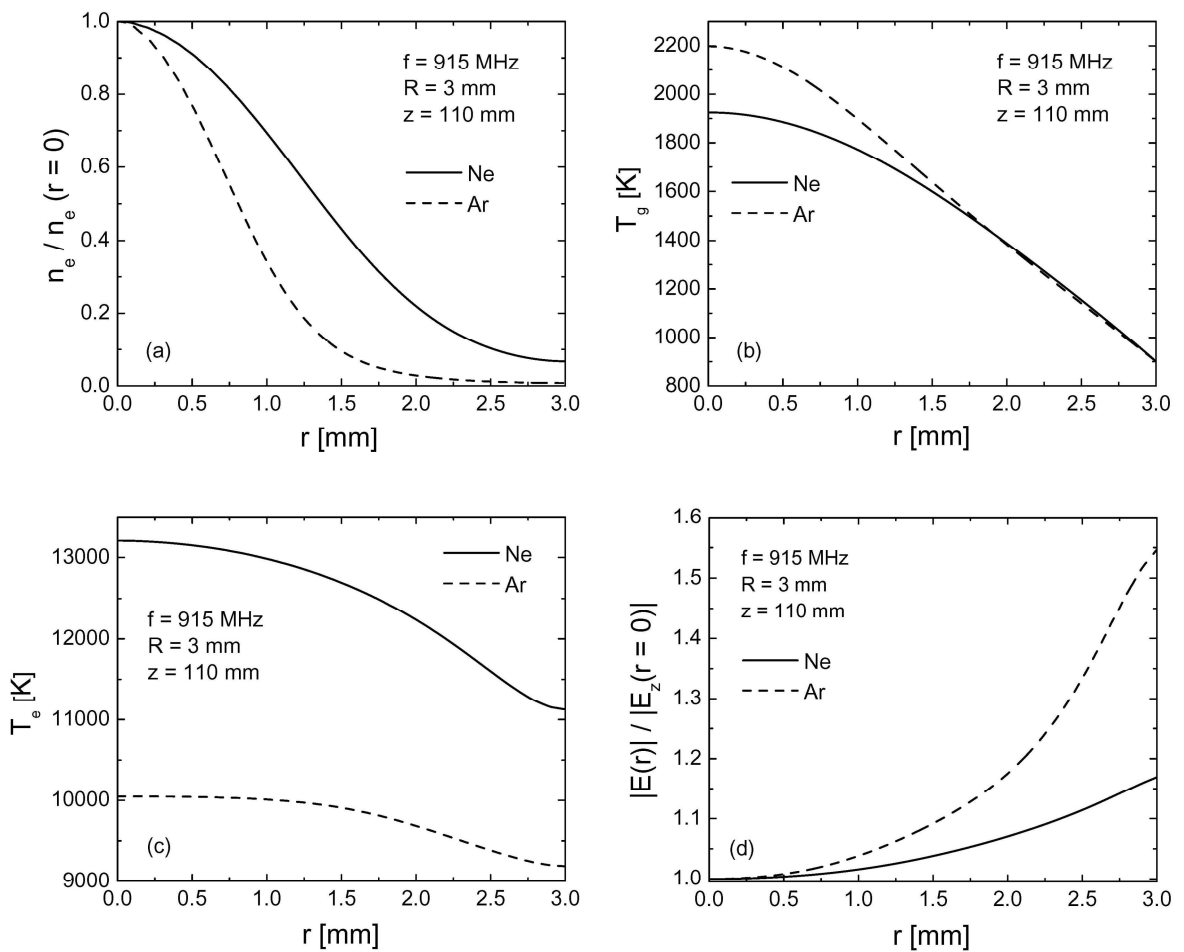 1.0
0.8
0.6
0.4
0.2
0.0
n_e / n_e (r = 0)
f = 915 MHz
R = 3 mm
z = 110 mm
Ne
Ar
(a)
0.0 0.5 1.0 1.5 2.0 2.5 3.0
r [mm]
2200
2000
1800
1600
1400
1200
1000
800
T_g [K]
f = 915 MHz
R = 3 mm
z = 110 mm
Ne
Ar
(b)
0.0 0.5 1.0 1.5 2.0 2.5 3.0
r [mm]
13000
12000
11000
10000
9000
T_e [K]
Ne
Ar
f = 915 MHz
R = 3 mm
z = 110 mm
(c)
0.0 0.5 1.0 1.5 2.0 2.5 3.0
r [mm]
1.6
1.5
1.4
1.3
1.2
1.1
1.0
|E(r)| / |E_z(r = 0)|
f = 915 MHz
R = 3 mm
z = 110 mm
Ne
Ar
(d)
0.0 0.5 1.0 1.5 2.0 2.5 3.0
r [mm]